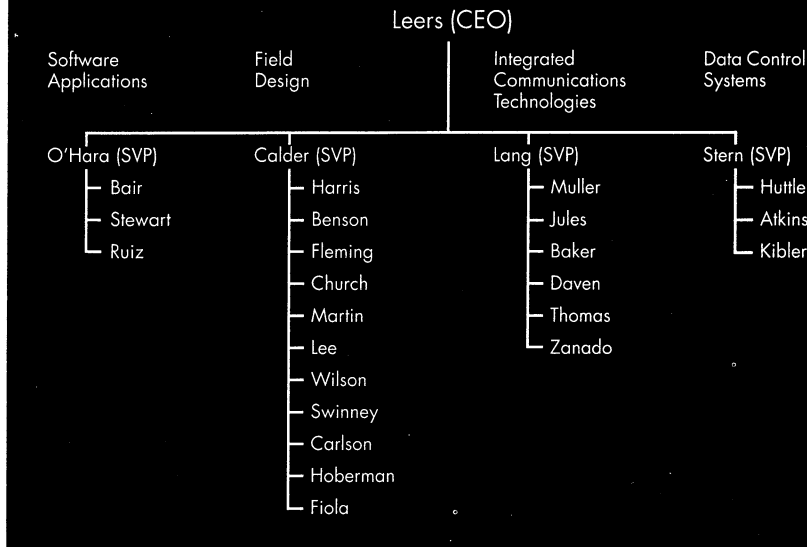 Leers (CEO)
Software
Applications
Field
Design
Integrated
Communications
Technologies
Data Control
Systems
O'Hara (SVP)
Bair
Stewart
Ruiz
Calder (SVP)
Harris
Benson
Fleming
Church
Martin
Lee
Wilson
Swinney
Carlson
Hoberman
Fiola
Lang (SVP)
Muller
Jules
Baker
Daven
Thomas
Zanado
Stern (SVP)
Huttle
Atkins
Kibler